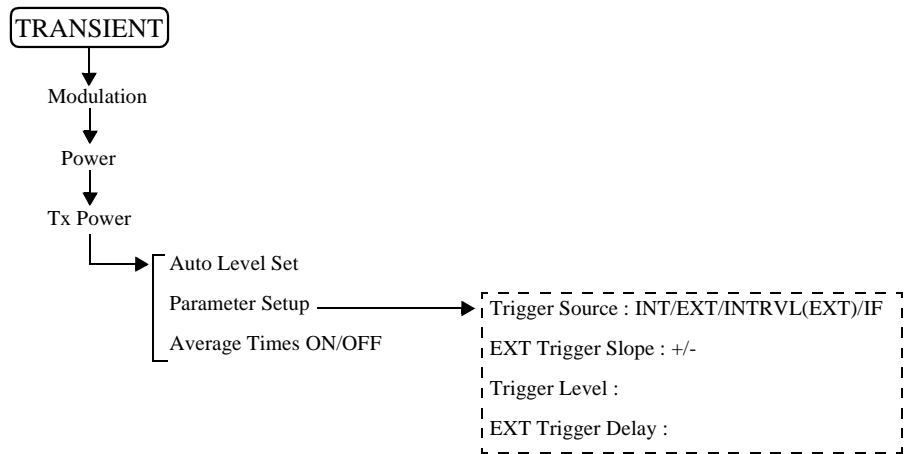 TRANSIENT
Modulation
Power
Tx Power
Auto Level Set
Parameter Setup
Average Times ON/OFF
Trigger Source : INT/EXT/INTRVL(EXT)/IF
EXT Trigger Slope : +/-
Trigger Level :
EXT Trigger Delay :